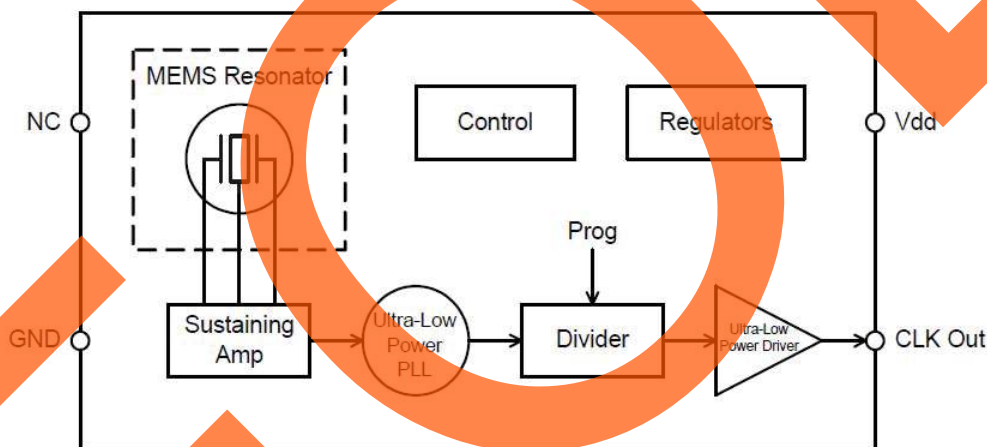 MEMS Resonator
NC
Control
Regulators
Vdd
Prog
GND
Sustaining
Amp
Ultra-Low
Power
PLL
Divider
Ultra-Low
Power Driver
CLK Out